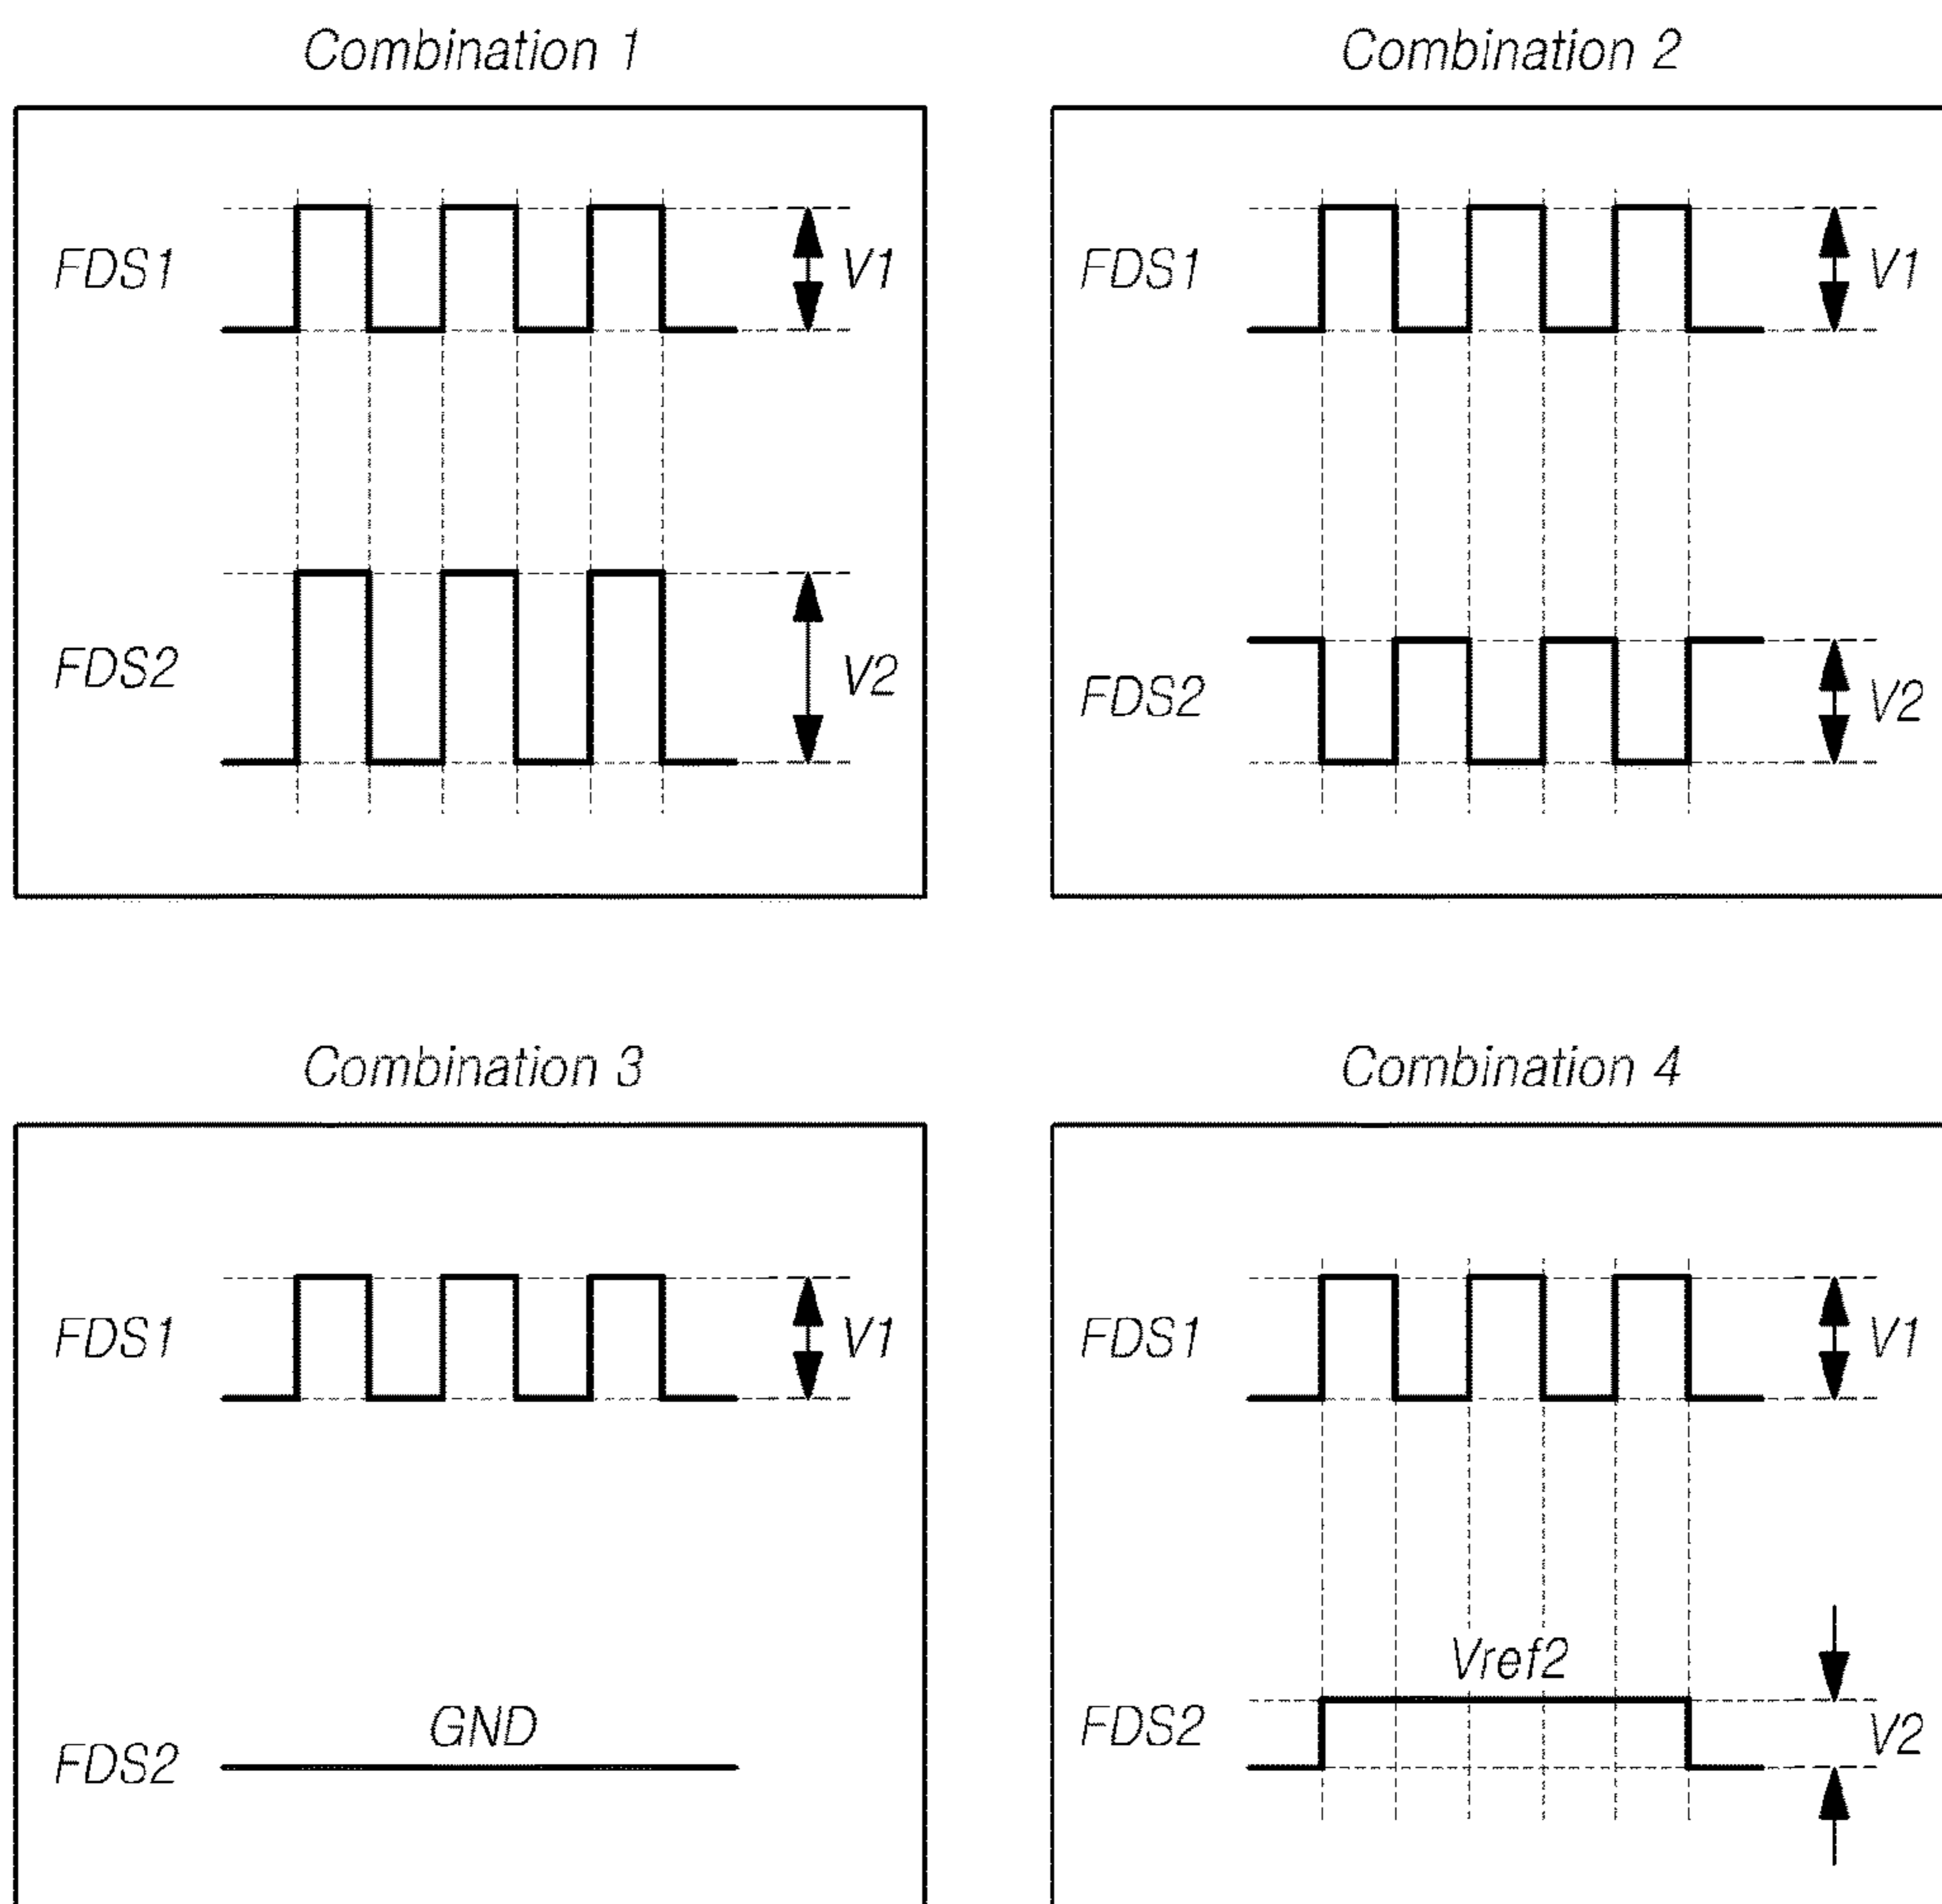 Combination 1
FDS1
V1
FDS2
V2
Combination 2
FDS1
V1
FDS2
V2
Combination 3
FDS1
V1
GND
FDS2
Combination 4
FDS1
V1
Vref2
FDS2
V2